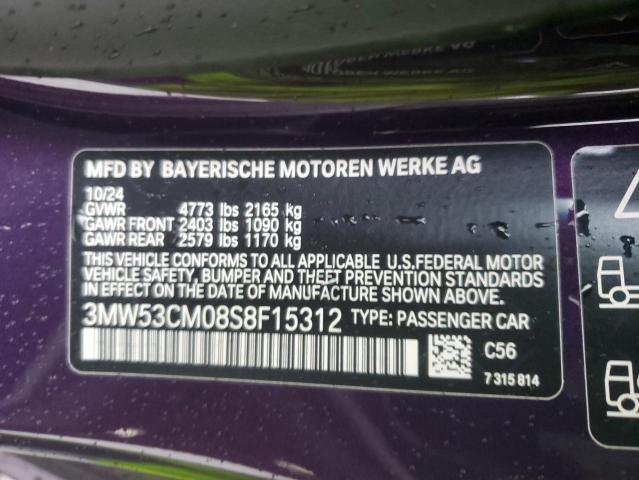 MFD BY BAYERISCHE MOTOREN WERKE AG
10/24
GVWR 4773 lbs 2165 kg
GAWR FRONT 2403 lbs 1090 kg
GAWR REAR 2579 lbs 1170 kg
THIS VEHICLE CONFORMS TO ALL APPLICABLE U.S.FEDERAL MOTOR
VEHICLE SAFETY, BUMPER AND THEFT PREVENTION STANDARDS
IN EFFECT ON THE DATE OF MANUFACTURE SHOWN ABOVE.
3MW53CM08S8F15312 TYPE: PASSENGER CAR
C56
7 315 814